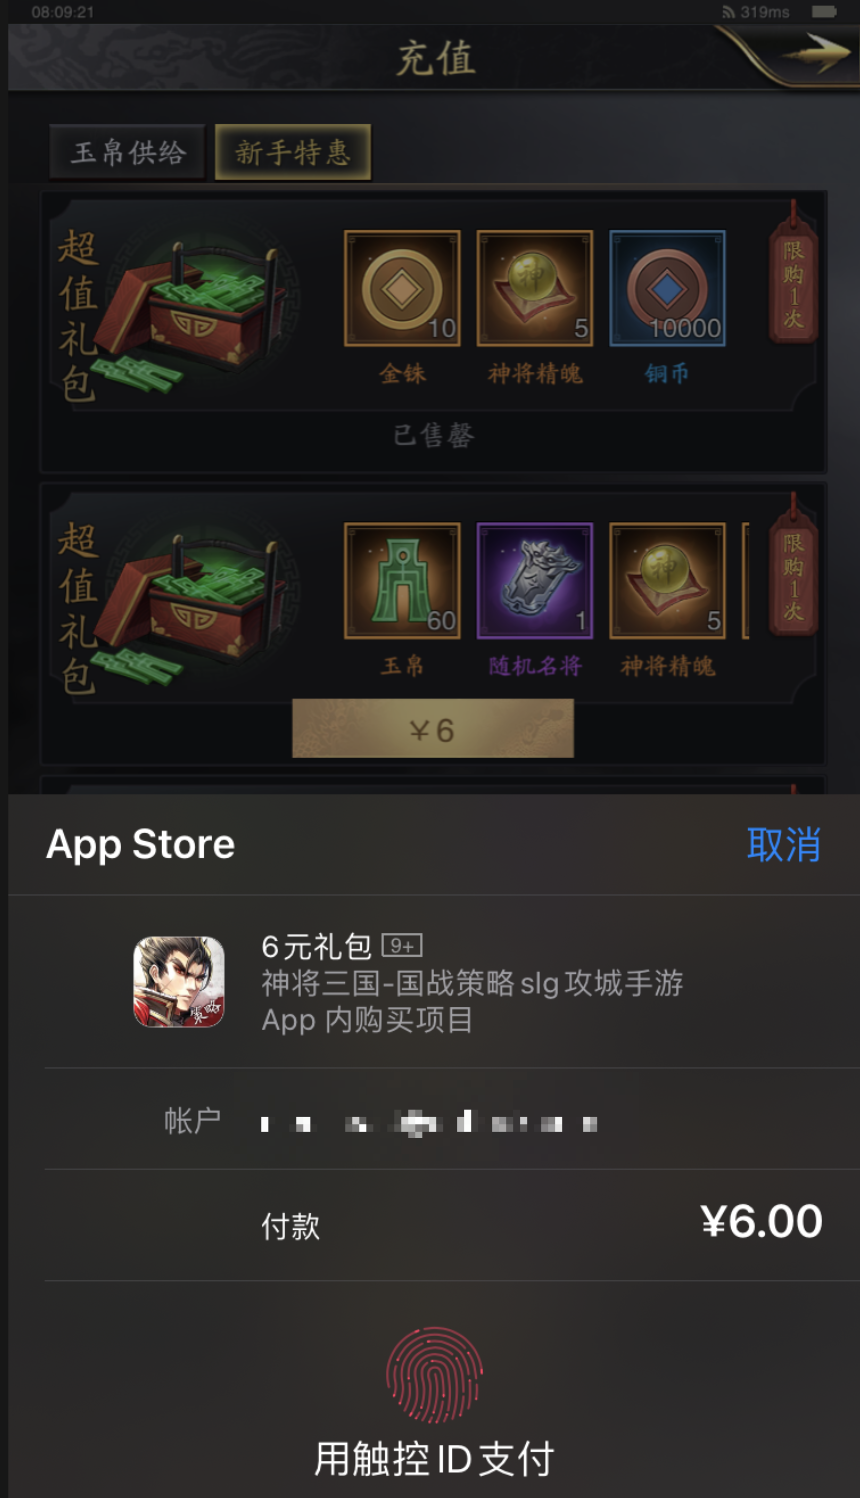 08:09:21 319ms
充值
玉帛供给 新手特惠
超值礼包
10 5 10000
金铢 神将精魄 铜币
限购1次
已售罄
超值礼包
神
60 1 5
玉帛 随机名将 神将精魄
限购1次
¥6
App Store 取消
6元礼包 9+
神将三国-国战策略slg攻城手游
App 内购买项目
策略
帐户
付款 ¥6.00
用触控ID支付